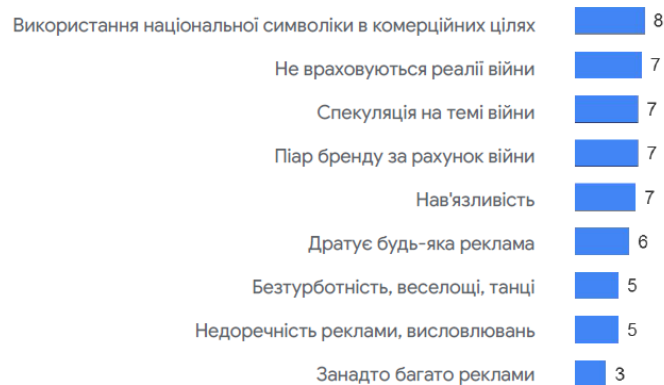 Використання національної символіки в комерційних цілях 8
Не враховуються реалії війни 7
Спекуляція на темі війни 7
Піар бренду за рахунок війни 7
Нав'язливість 7
Дратує будь-яка реклама 6
Безтурботність, веселощі, танці 5
Недоречність реклами, висловлювань 5
Занадто багато реклами 3